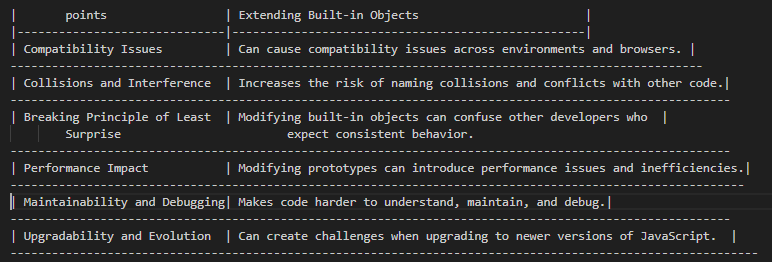 |      points              | Extending Built-in Objects                        |
|--------------------------|---------------------------------------------------|
| Compatibility Issues        | Can cause compatibility issues across environments and browsers. |
----------------------------------------------------------------------------------------
| Collisions and Interference  | Increases the risk of naming collisions and conflicts with other code.|
-------------------------------------------------------------------------------------------
| Breaking Principle of Least  | Modifying built-in objects can confuse other developers who  |
       Surprise                        expect consistent behavior.
-------------------------------------------------------------------------------------------
| Performance Impact          | Modifying prototypes can introduce performance issues and inefficiencies.|
---------------------------------------------------------------------------------------------
| Maintainability and Debugging| Makes code harder to understand, maintain, and debug.|
-------------------------------------------------------------------------------------------
| Upgradability and Evolution  | Can create challenges when upgrading to newer versions of JavaScript.  |
-----------------------------------------------------------------------------------------------